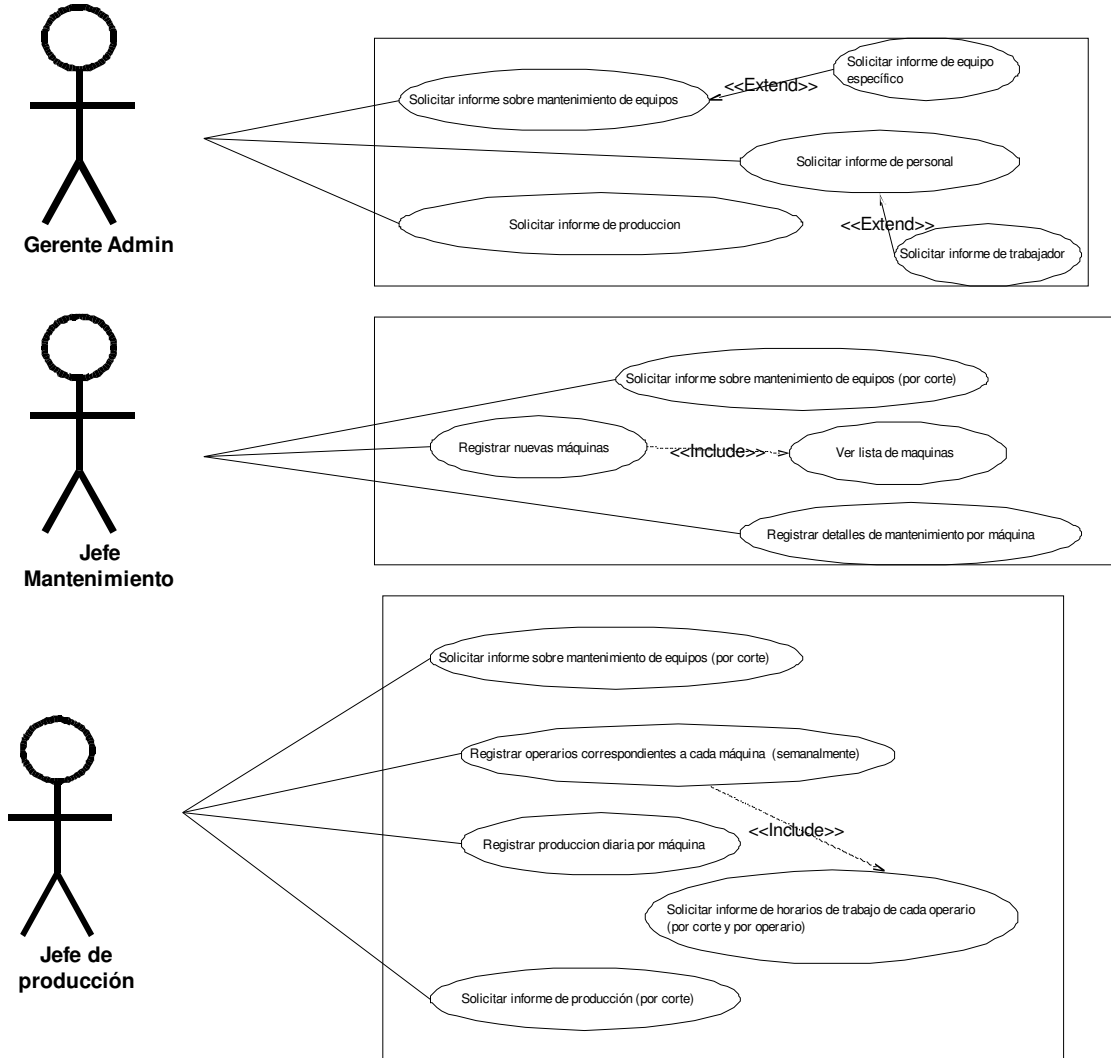 Solicitar informe de equipo
específico
<<Extend>>
Solicitar informe sobre mantenimiento de equipos
Solicitar informe de personal
Solicitar informe de produccion
<<Extend>>
Solicitar informe de trabajador
Gerente Admin
Solicitar informe sobre mantenimiento de equipos (por corte)
Registrar nuevas máquinas
<<Include>>
Ver lista de maquinas
Registrar detalles de mantenimiento por máquina
Jefe
Mantenimiento
Solicitar informe sobre mantenimiento de equipos (por corte)
Registrar operarios correspondientes a cada máquina (semanalmente)
<<Include>>
Registrar produccion diaria por máquina
Solicitar informe de horarios de trabajo de cada operario
(por corte y por operario)
Jefe de
producción
Solicitar informe de producción (por corte)